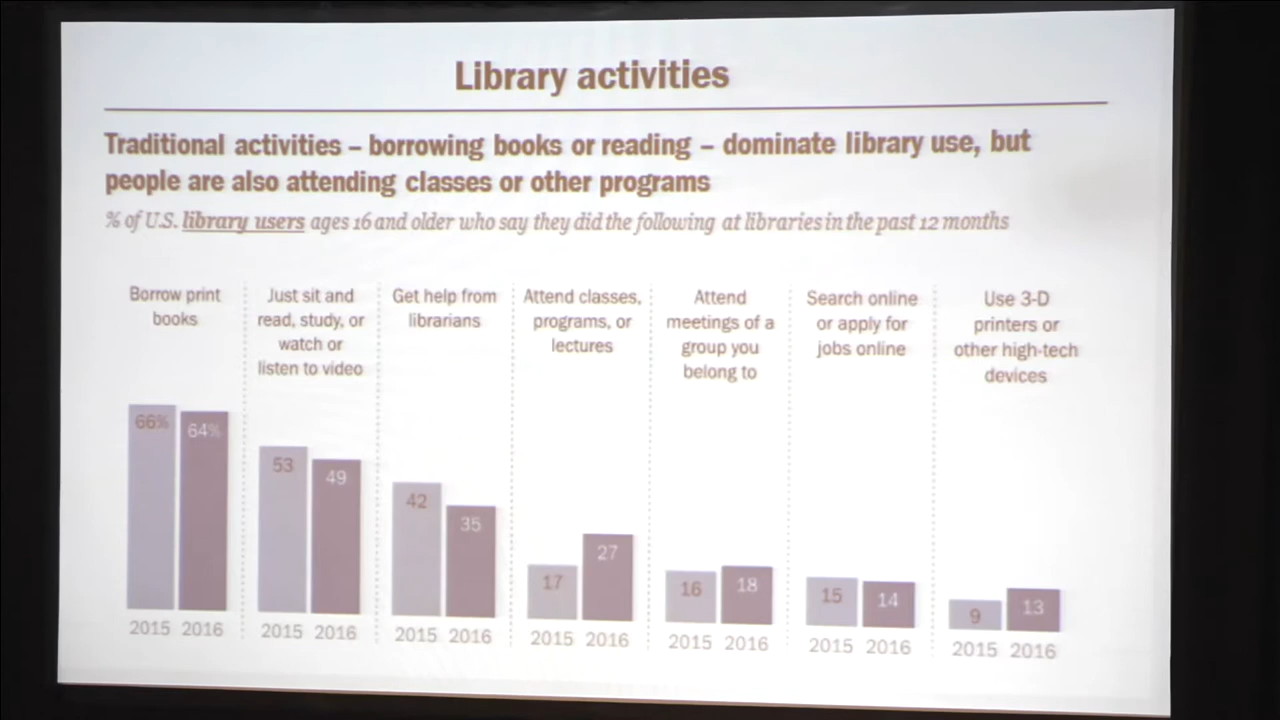 Library activities
Traditional activities – borrowing books or reading – dominate library use, but
people are also attending classes or other programs
% of U.S. library users ages 16 and older who say they did the following at libraries in the past 12 months
Borrow print
books
66%
64%
2015 2016
Just sit and
read, study, or
watch or
listen to video
53
49
2015 2016
Get help from
librarians
42
35
2015 2016
Attend classes,
programs, or
lectures
17
27
2015 2016
Attend
meetings of a
group you
belong to
16
18
2015 2016
Search online
or apply for
jobs online
15
14
2015 2016
Use 3-D
printers or
other high-tech
devices
9
13
2015 2016